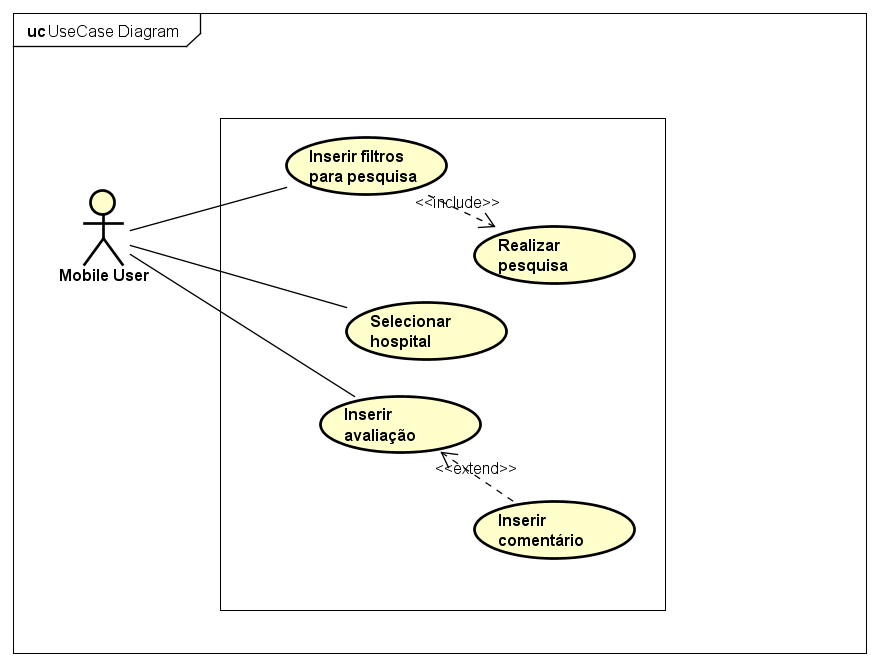 uc UseCase Diagram
Inserir filtros
para pesquisa
<<include>>
Realizar
pesquisa
Mobile User
Selecionar
hospital
Inserir
avaliação
<<extend>>
Inserir
comentário